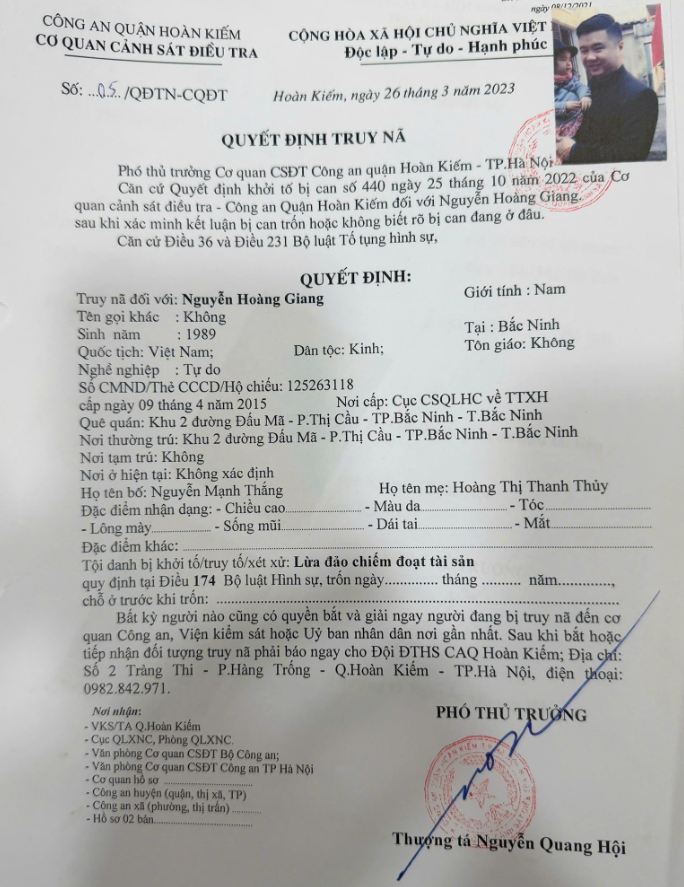 ngày 08/12/2021
CÔNG AN QUẬN HOÀN KIẾM
CƠ QUAN CẢNH SÁT ĐIỀU TRA
CỘNG HÒA XÃ HỘI CHỦ NGHĨA VIỆT
Độc lập - Tự do - Hạnh phúc
Số: ...05../QĐTN-CQĐT
Hoàn Kiếm, ngày 26 tháng 3 năm 2023
QUYẾT ĐỊNH TRUY NÃ
Phó thủ trưởng Cơ quan CSĐT Công an quận Hoàn Kiếm - TP.Hà Nội
Căn cứ Quyết định khởi tố bị can số 440 ngày 25 tháng 10 năm 2022 của Cơ
quan cảnh sát điều tra - Công an Quận Hoàn Kiếm đối với Nguyễn Hoàng Giang.
sau khi xác minh kết luận bị can trốn hoặc không biết rõ bị can đang ở đâu.
Căn cứ Điều 36 và Điều 231 Bộ luật Tố tụng hình sự,
QUYẾT ĐỊNH:
Truy nã đối với: Nguyễn Hoàng Giang Giới tính : Nam
Tên gọi khác : Không
Sinh năm : 1989 Tại : Bắc Ninh
Quốc tịch: Việt Nam; Dân tộc: Kinh; Tôn giáo: Không
Nghề nghiệp : Tự do
Số CMND/Thẻ CCCD/Hộ chiếu: 125263118
cấp ngày 09 tháng 4 năm 2015 Nơi cấp: Cục CSQLHC về TTXH
Quê quán: Khu 2 đường Đấu Mã - P.Thị Cầu - TP.Bắc Ninh - T.Bắc Ninh
Nơi thường trú: Khu 2 đường Đấu Mã - P.Thị Cầu - TP.Bắc Ninh - T.Bắc Ninh
Nơi tạm trú: Không
Nơi ở hiện tại: Không xác định
Họ tên bố: Nguyễn Mạnh Thắng Họ tên mẹ: Hoàng Thị Thanh Thủy
Đặc điểm nhận dạng: - Chiều cao............... - Màu da.................... - Tóc....................
- Lông mày............... - Sống mũi.................... - Dái tai.................... - Mắt....................
Đặc điểm khác: ........................................
Tội danh bị khởi tố/truy tố/xét xử: Lừa đảo chiếm đoạt tài sản
quy định tại Điều 174 Bộ luật Hình sự, trốn ngày............. tháng .......... năm.............,
chỗ ở trước khi trốn: ........................................
Bất kỳ người nào cũng có quyền bắt và giải ngay người đang bị truy nã đến cơ
quan Công an, Viện kiểm sát hoặc Uỷ ban nhân dân nơi gần nhất. Sau khi bắt hoặc
tiếp nhận đối tượng truy nã phải báo ngay cho Đội ĐTHS CAQ Hoàn Kiếm; Địa chỉ:
Số 2 Tràng Thi - P.Hàng Trống - Q.Hoàn Kiếm - TP.Hà Nội, điện thoại:
0982.842.971.
Nơi nhận:
- VKS/TA Q.Hoàn Kiếm
- Cục QLXNC, Phòng QLXNC.
- Văn phòng Cơ quan CSĐT Bộ Công an;
- Văn phòng Cơ quan CSĐT Công an TP Hà Nội
- Cơ quan hồ sơ ....................
- Công an huyện (quận, thị xã, TP)
- Công an xã (phường, thị trấn) .........
- Hồ sơ 02 bản....................
PHÓ THỦ TRƯỞNG
Thượng tá Nguyễn Quang Hội